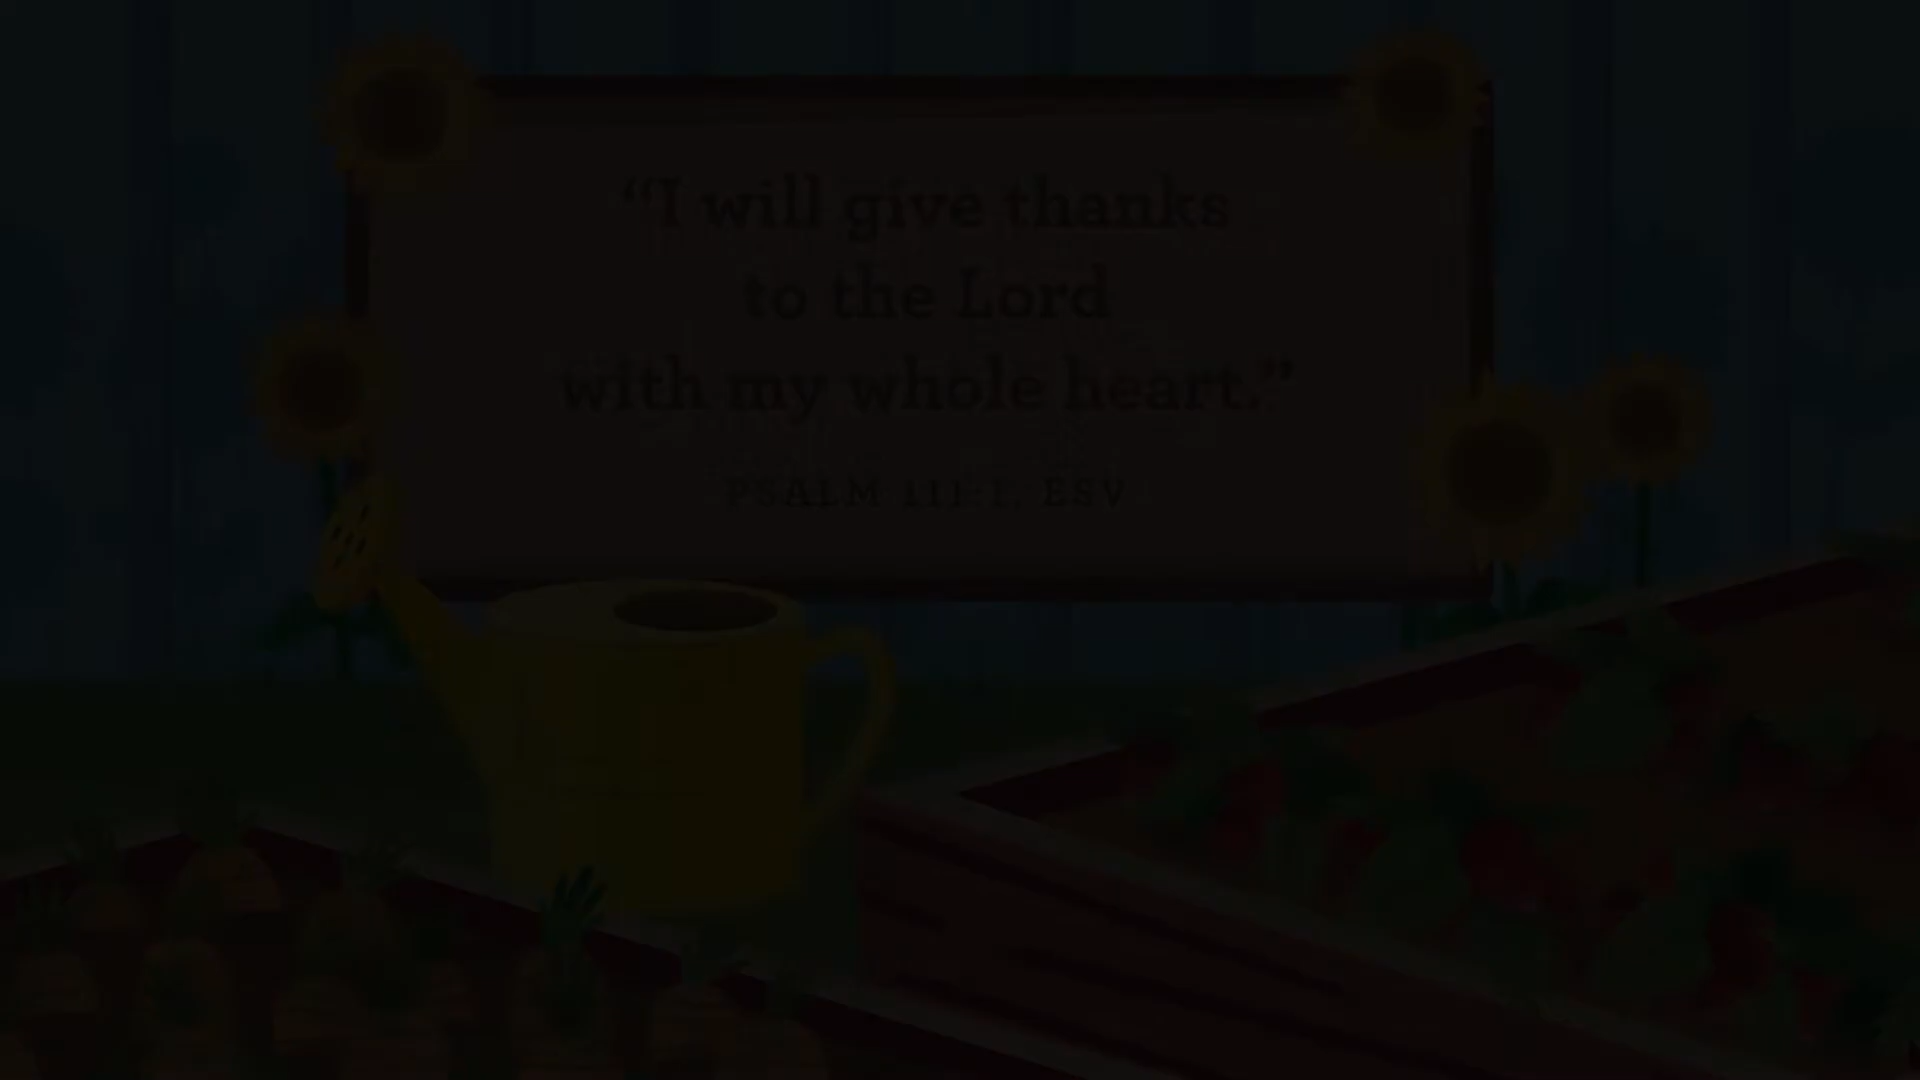 “I will give thanks
to the Lord
with my whole heart.”
PSALM 111:1, ESV